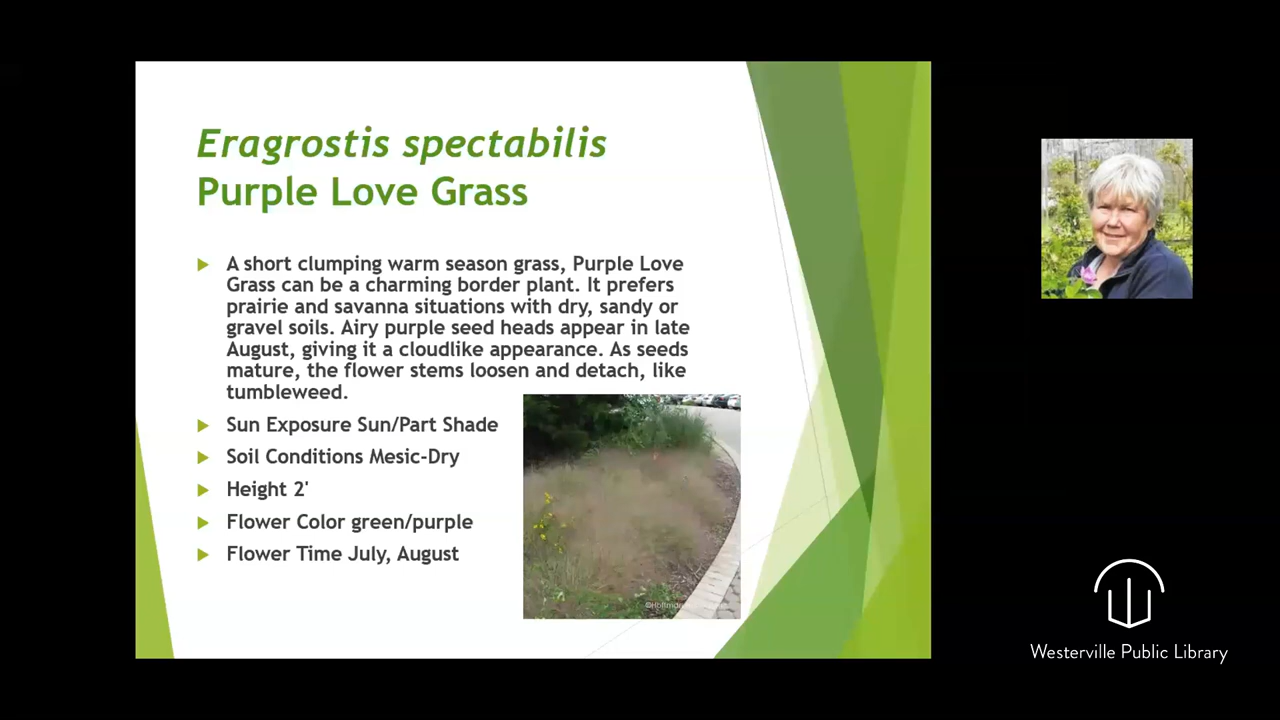 Eragrostis spectabilis
Purple Love Grass
A short clumping warm season grass, Purple Love
Grass can be a charming border plant. It prefers
prairie and savanna situations with dry, sandy or
gravel soils. Airy purple seed heads appear in late
August, giving it a cloudlike appearance. As seeds
mature, the flower stems loosen and detach, like
tumbleweed.
Sun Exposure Sun/Part Shade
Soil Conditions Mesic-Dry
Height 2'
Flower Color green/purple
Flower Time July, August
Westerville Public Library